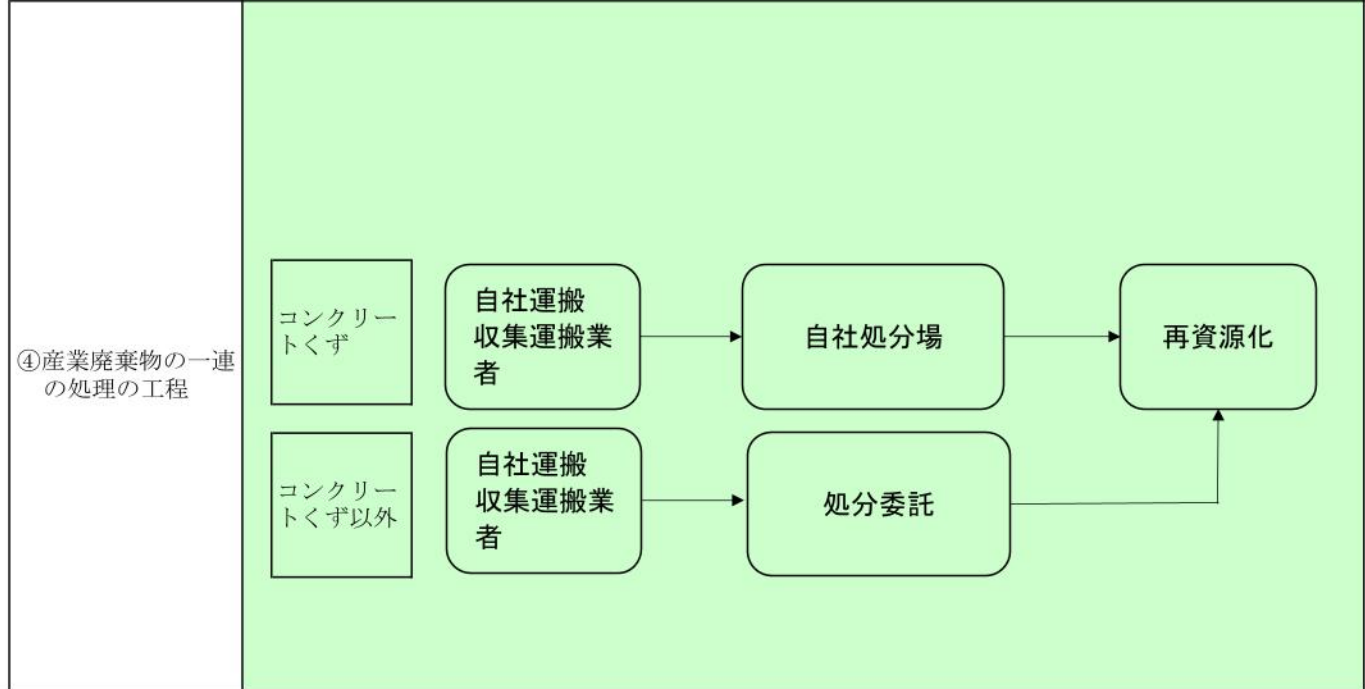 ④産業廃棄物の一連
の処理の工程
コンクリー
トくず
自社運搬
収集運搬業
者
自社処分場
再資源化
コンクリー
トくず以外
自社運搬
収集運搬業
者
処分委託